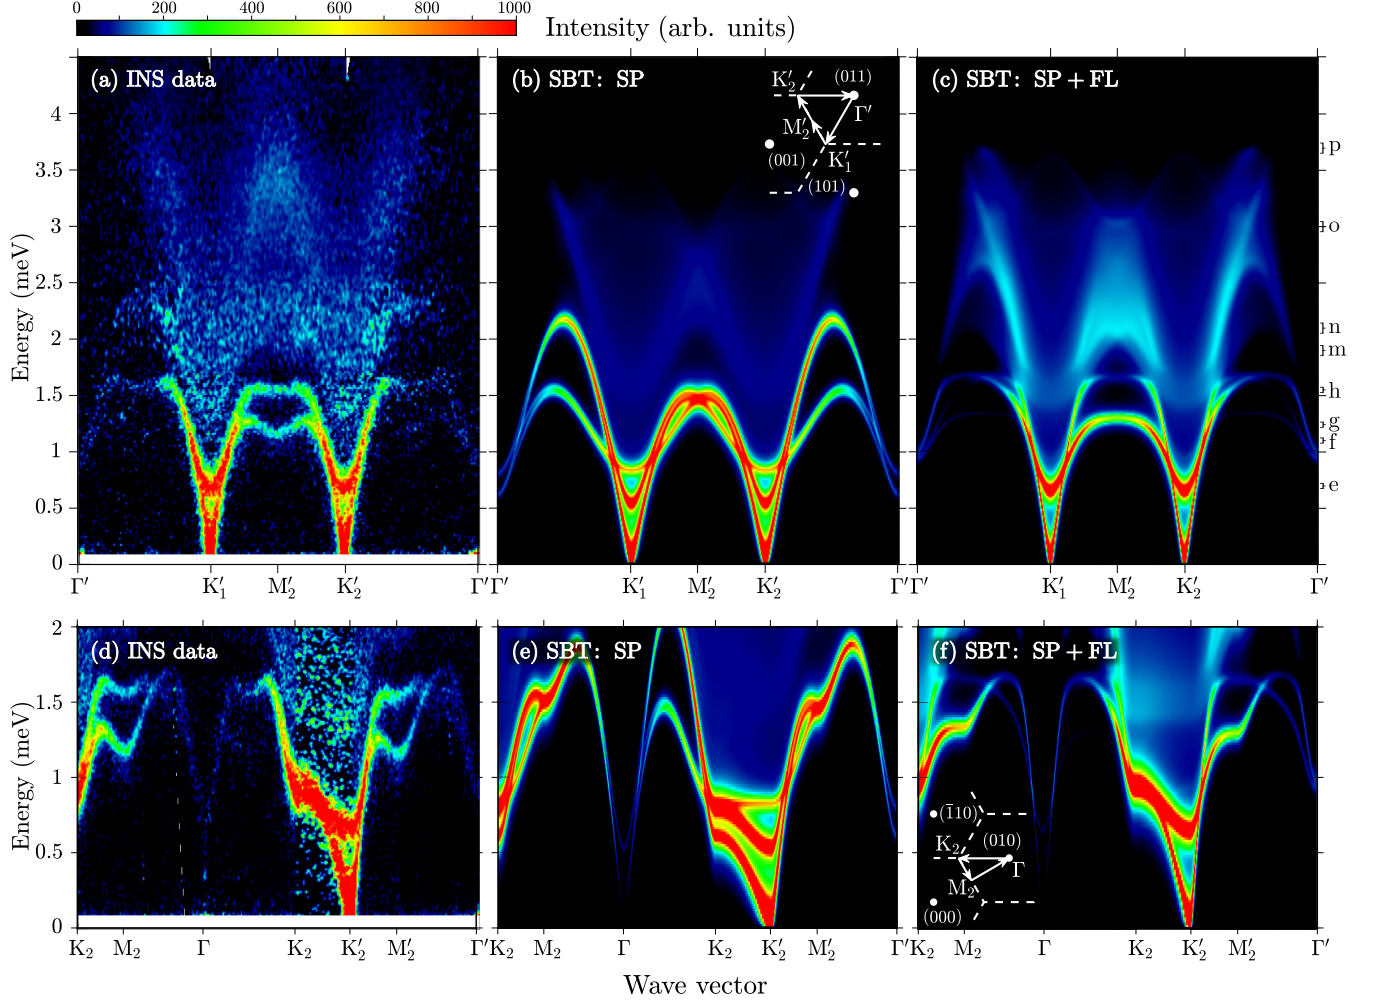 0 200 400 600 800 1000
Intensity (arb. units)
(a) INS data
(b) SBT: SP
(c) SBT: SP + FL
K′₂ (011)
Γ′
M′₂
(001) K′₁
(101)
Energy (meV)
4
3.5
3
2.5
2
1.5
1
0.5
0
p
o
n
m
h
g
f
e
Γ′ K′₁ M′₂ K′₂ Γ′
Γ′ K′₁ M′₂ K′₂
Γ′ K′₁ M′₂ K′₂ Γ′
(d) INS data
(e) SBT: SP
(f) SBT: SP + FL
Energy (meV)
2
1.5
1
0.5
0
(1̄10)
K₂ (010)
Γ
M₂
(000)
K₂ M₂ Γ K₂ K′₂ M′₂ Γ′
K₂ M₂ Γ K₂ K′₂ M′₂ Γ′
K₂ M₂ Γ K₂ K′₂ M′₂ Γ′
Wave vector